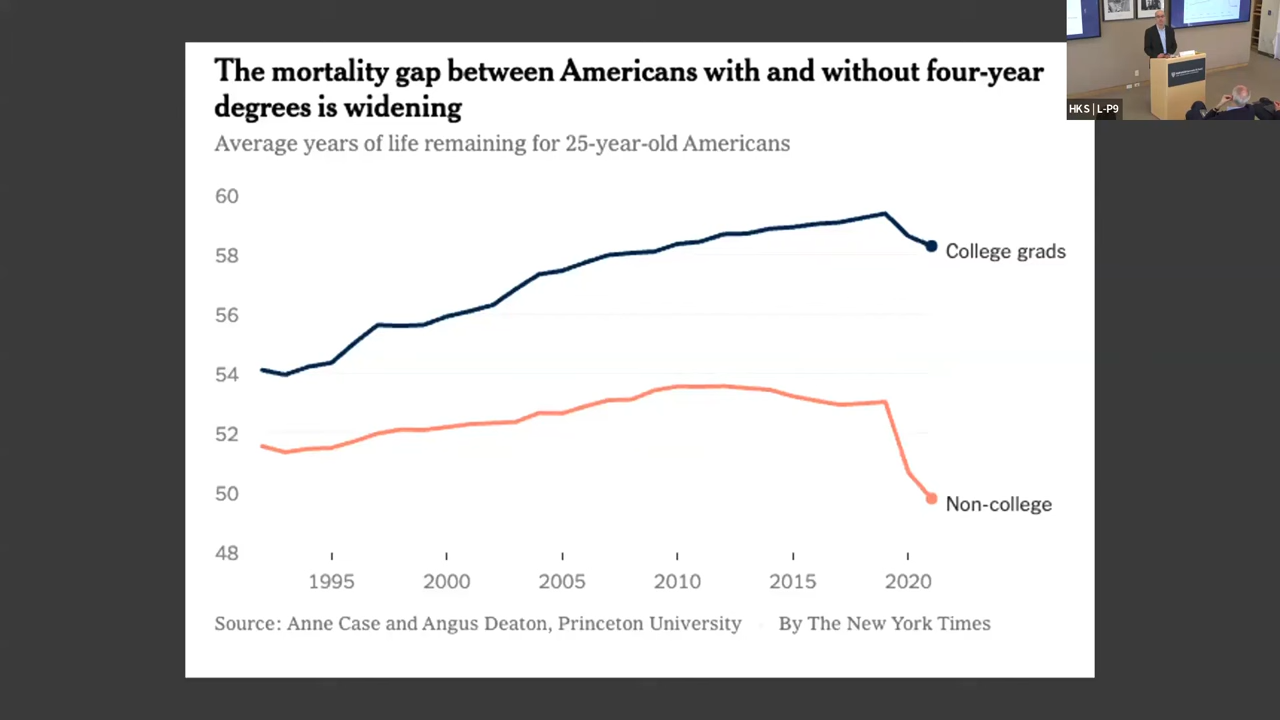 The mortality gap between Americans with and without four-year
degrees is widening
Average years of life remaining for 25-year-old Americans
60
58
56
54
52
50
48
College grads
Non-college
1995 2000 2005 2010 2015 2020
Source: Anne Case and Angus Deaton, Princeton University By The New York Times
HKS | L-P9